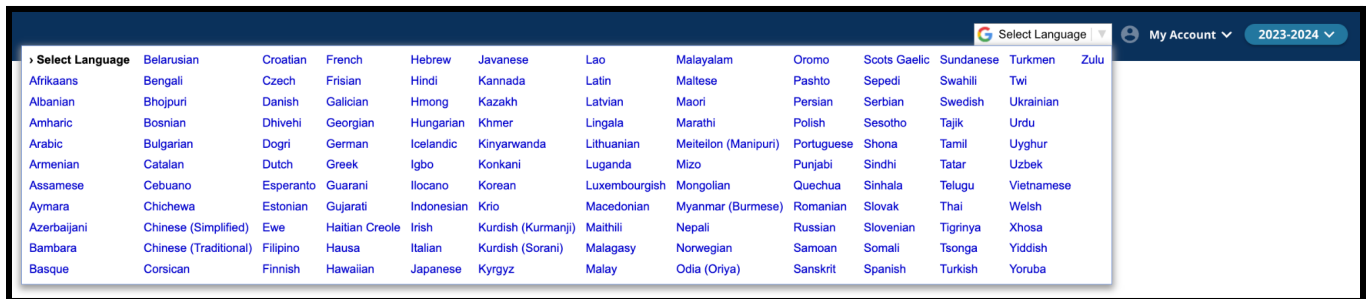 Select Language My Account 2023-2024
› Select Language Belarusian Croatian French Hebrew Javanese Lao Malayalam Oromo Scots Gaelic Sundanese Turkmen Zulu
Afrikaans Bengali Czech Frisian Hindi Kannada Latin Maltese Pashto Sepedi Swahili Twi
Albanian Bhojpuri Danish Galician Hmong Kazakh Latvian Maori Persian Serbian Swedish Ukrainian
Amharic Bosnian Dhivehi Georgian Hungarian Khmer Lingala Marathi Polish Sesotho Tajik Urdu
Arabic Bulgarian Dogri German Icelandic Kinyarwanda Lithuanian Meiteilon (Manipuri) Portuguese Shona Tamil Uyghur
Armenian Catalan Dutch Greek Igbo Konkani Luganda Mizo Punjabi Sindhi Tatar Uzbek
Assamese Cebuano Esperanto Guarani Ilocano Korean Luxembourgish Mongolian Quechua Sinhala Telugu Vietnamese
Aymara Chichewa Estonian Gujarati Indonesian Krio Macedonian Myanmar (Burmese) Romanian Slovak Thai Welsh
Azerbaijani Chinese (Simplified) Ewe Haitian Creole Irish Kurdish (Kurmanji) Maithili Nepali Russian Slovenian Tigrinya Xhosa
Bambara Chinese (Traditional) Filipino Hausa Italian Kurdish (Sorani) Malagasy Norwegian Samoan Somali Tsonga Yiddish
Basque Corsican Finnish Hawaiian Japanese Kyrgyz Malay Odia (Oriya) Sanskrit Spanish Turkish Yoruba